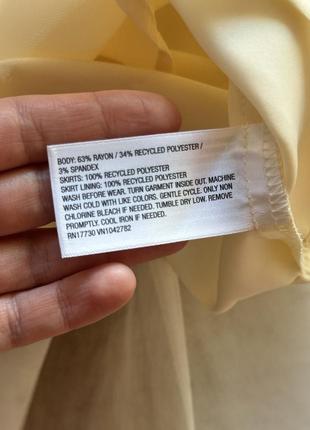 BODY: 63% RAYON / 34% RECYCLED POLYESTER /
3% SPANDEX
SKIRTS: 100% RECYCLED POLYESTER
SKIRT LINING: 100% RECYCLED POLYESTER
WASH BEFORE WEAR. TURN GARMENT INSIDE OUT. MACHINE
WASH COLD WITH LIKE COLORS. GENTLE CYCLE. ONLY NON
CHLORINE BLEACH IF NEEDED. TUMBLE DRY LOW. REMOVE
PROMPTLY. COOL IRON IF NEEDED.
RN17730 VN1042782